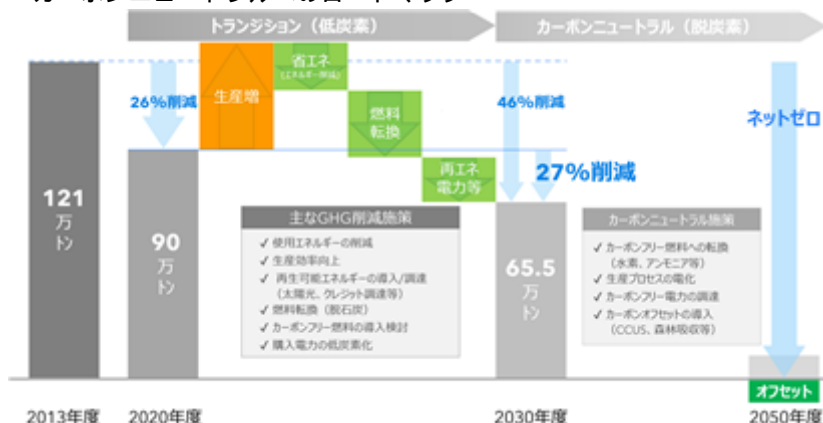 トランジション（低炭素）
カーボンニュートラル（脱炭素）
26%削減
生産増
省エネ
（エネルギー削減）
燃料
転換
再エネ
電力等
46%削減
27%削減
ネットゼロ
121
万
トン
90
万
トン
65.5
万
トン
主なGHG削減施策
✓ 使用エネルギーの削減
✓ 生産効率向上
✓ 再生可能エネルギーの導入/調達
（太陽光、クレジット調達等）
✓ 燃料転換（脱石炭）
✓ カーボンフリー燃料の導入検討
✓ 購入電力の低炭素化
カーボンニュートラル施策
✓ カーボンフリー燃料への転換
（水素、アンモニア等）
✓ 生産プロセスの電化
✓ カーボンフリー電力の調達
✓ カーボンオフセットの導入
（CCUS、森林吸収等）
オフセット
2013年度
2020年度
2030年度
2050年度